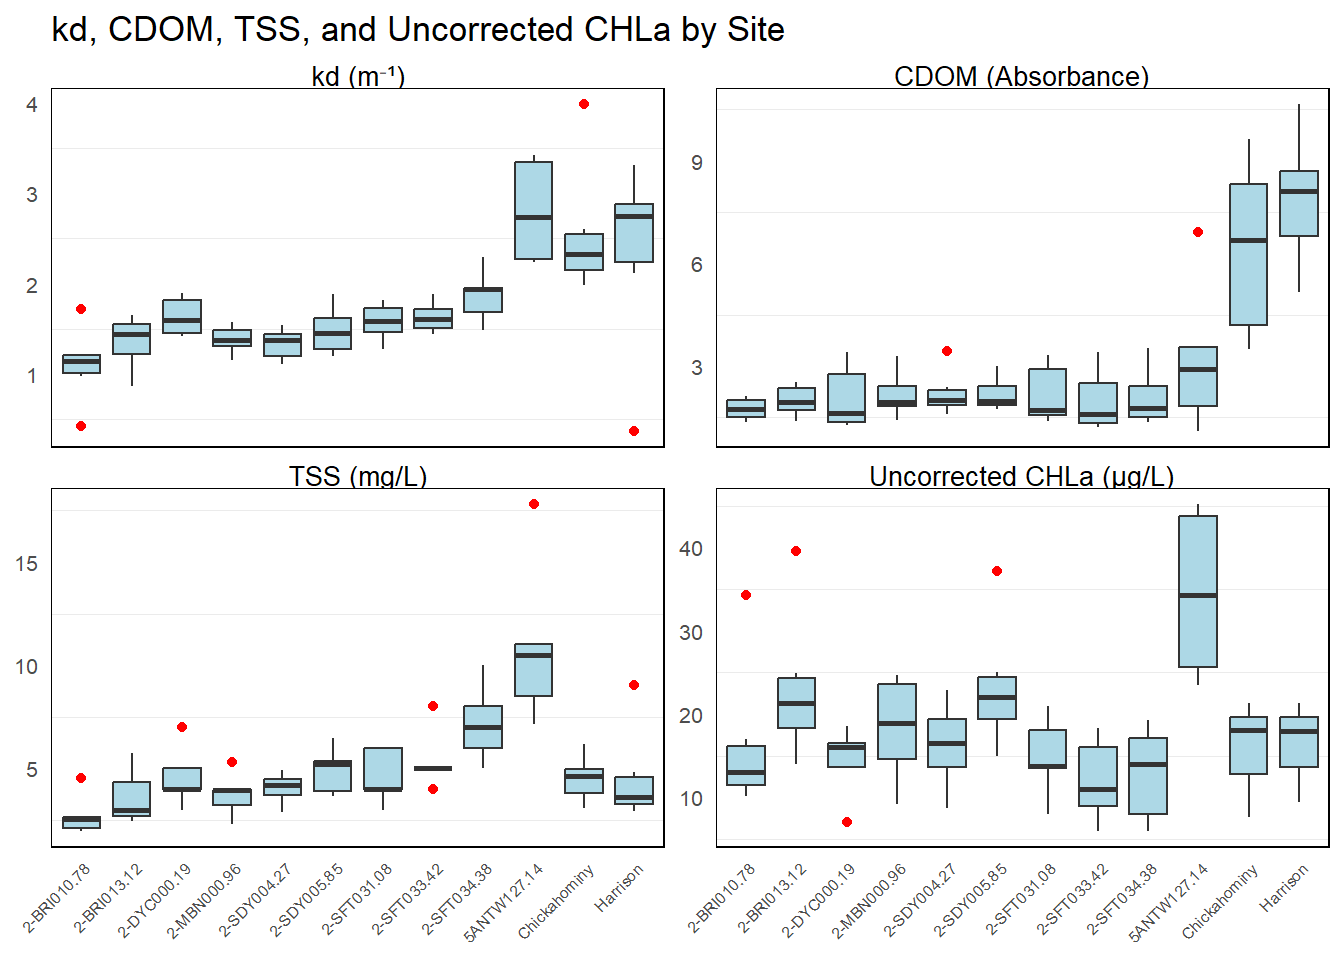 kd, CDOM, TSS, and Uncorrected CHLa by Site
kd (m⁻¹)
4
3
2
1
CDOM (Absorbance)
9
6
3
TSS (mg/L)
15
10
5
Uncorrected CHLa (µg/L)
40
30
20
10
2-BRI010.78
2-BRI013.12
2-DYC000.19
2-MBN000.96
2-SDY004.27
2-SDY005.85
2-SFT031.08
2-SFT033.42
2-SFT034.38
5ANTW127.14
Chickahominy
Harrison
2-BRI010.78
2-BRI013.12
2-DYC000.19
2-MBN000.96
2-SDY004.27
2-SDY005.85
2-SFT031.08
2-SFT033.42
2-SFT034.38
5ANTW127.14
Chickahominy
Harrison